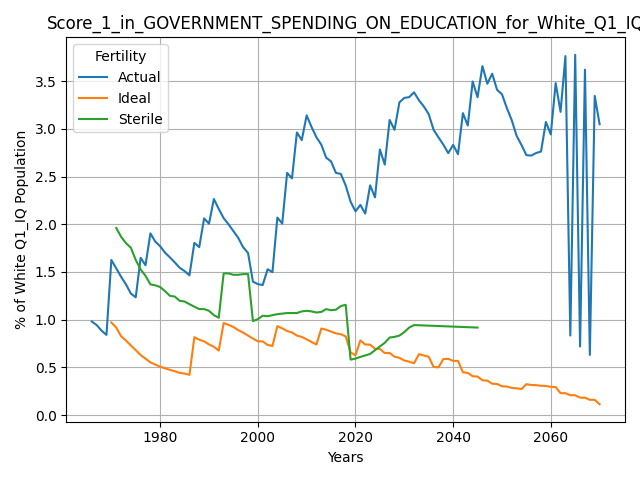 Score_1_in_GOVERNMENT_SPENDING_ON_EDUCATION_for_White_Q1_IQ
Fertility
Actual
Ideal
Sterile
% of White Q1_IQ Population
3.5
3.0
2.5
2.0
1.5
1.0
0.5
0.0
1980 2000 2020 2040 2060
Years